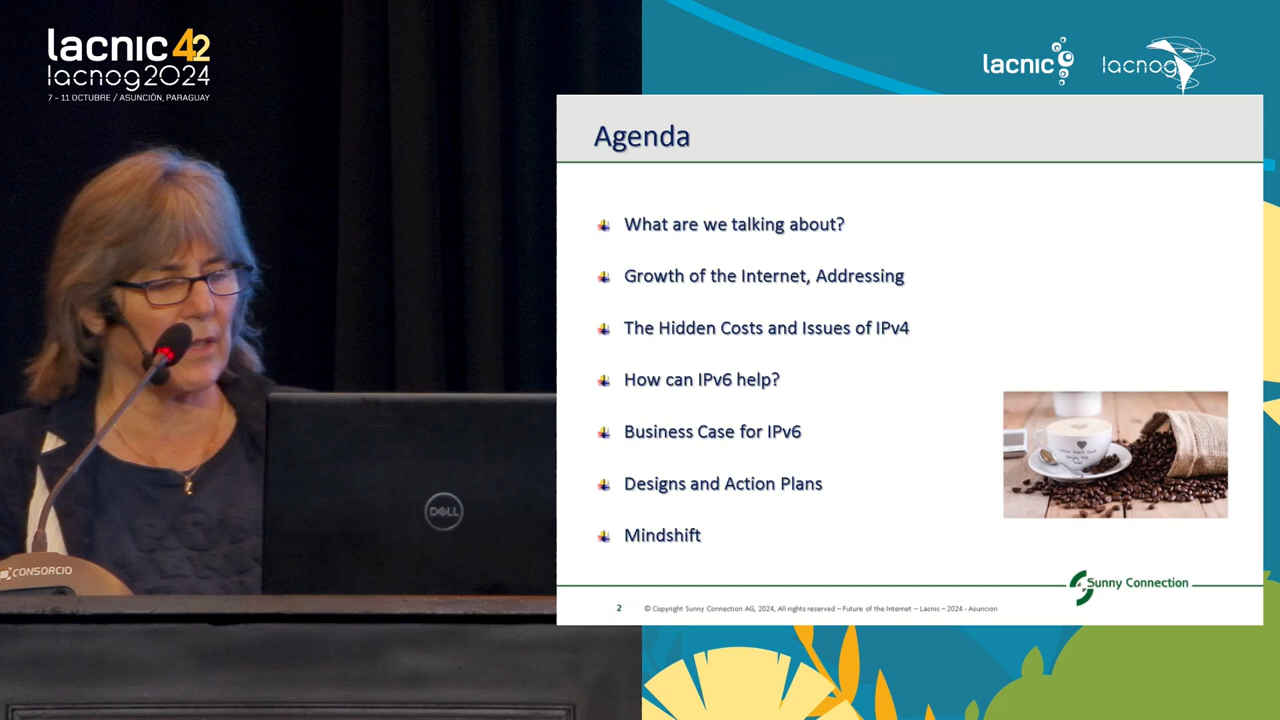 lacnic 42
lacnog2024
7 - 11 OCTUBRE / ASUNCIÓN, PARAGUAY
lacnic
lacnog
Agenda
What are we talking about?
Growth of the Internet, Addressing
The Hidden Costs and Issues of IPv4
How can IPv6 help?
Business Case for IPv6
Designs and Action Plans
Mindshift
Sunny Connection
2 © Copyright Sunny Connection AG, 2024, All rights reserved – Future of the Internet – Lacnic – 2024 - Asuncion
DELL
CONSORCIO